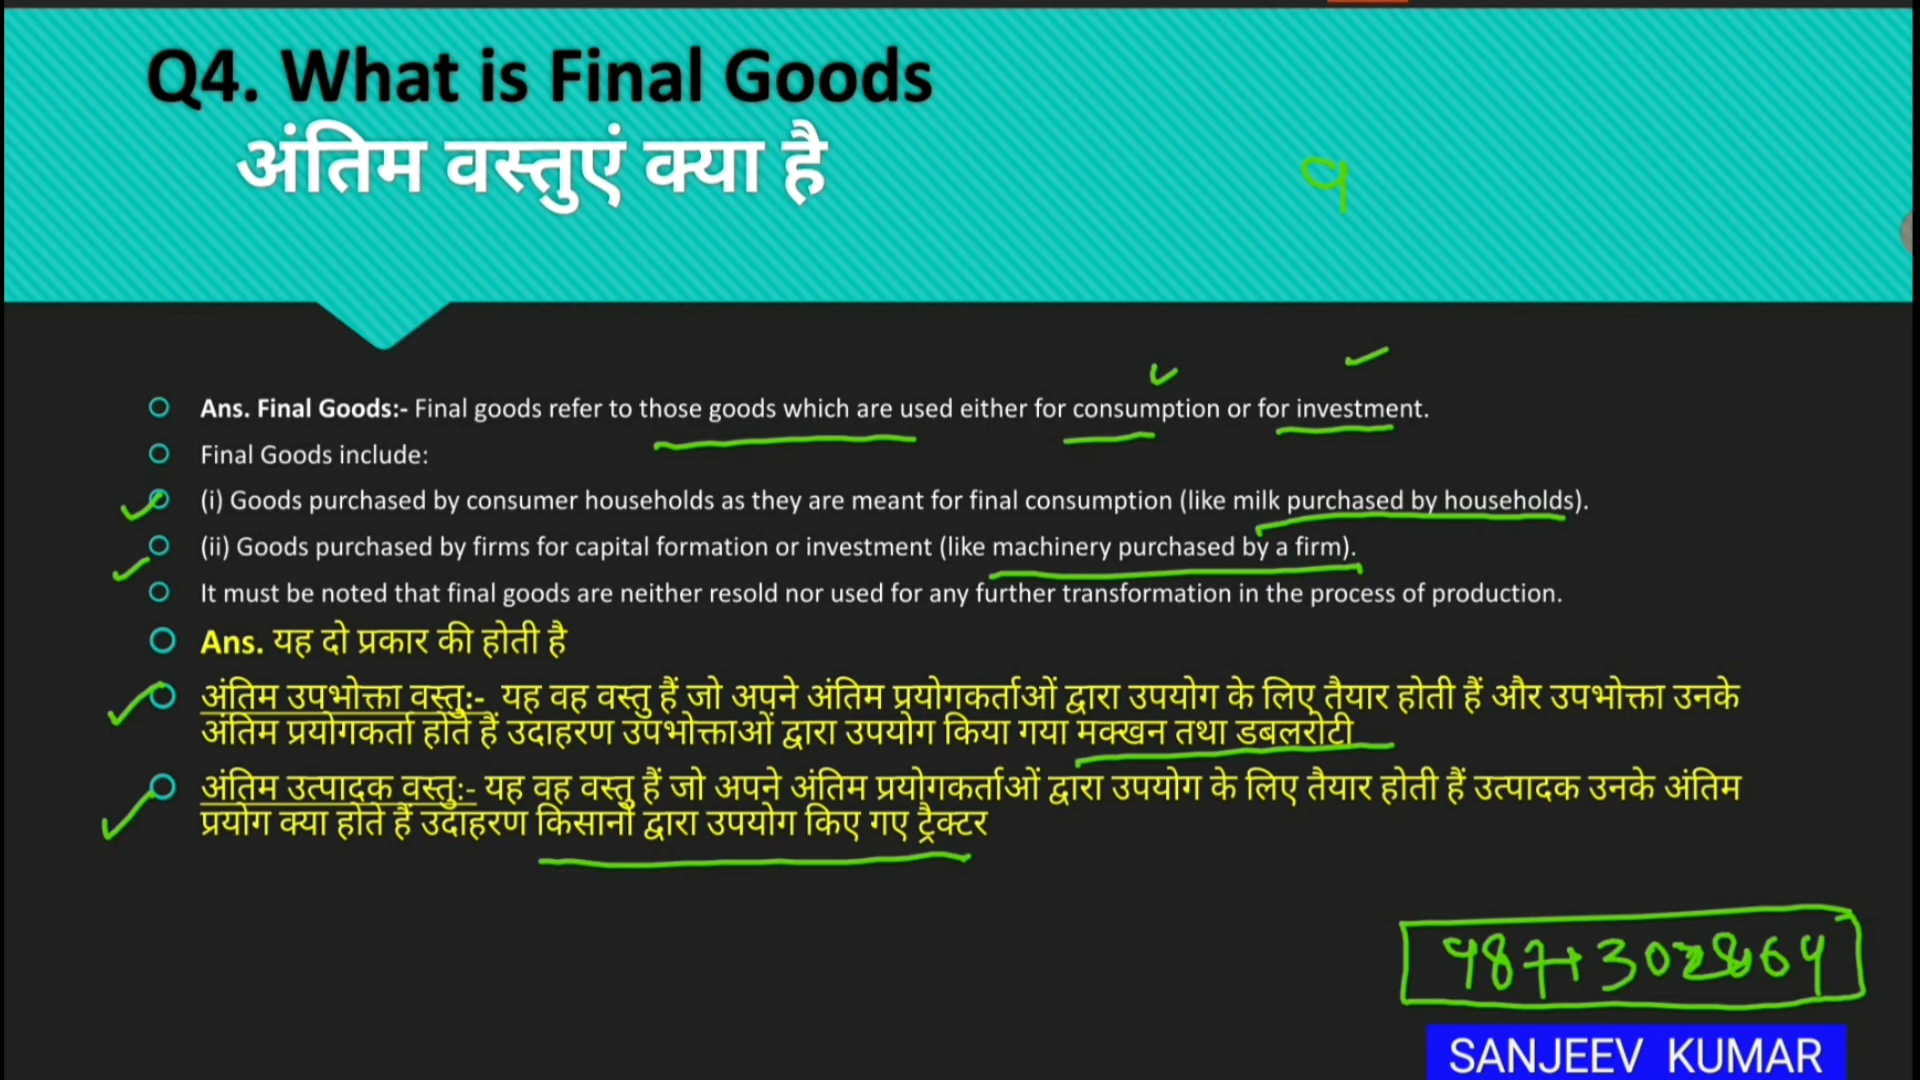 Q4. What is Final Goods
अंतिम वस्तुएं क्या है
Ans. Final Goods:- Final goods refer to those goods which are used either for consumption or for investment.
Final Goods include:
(i) Goods purchased by consumer households as they are meant for final consumption (like milk purchased by households).
(ii) Goods purchased by firms for capital formation or investment (like machinery purchased by a firm).
It must be noted that final goods are neither resold nor used for any further transformation in the process of production.
Ans. यह दो प्रकार की होती है
अंतिम उपभोक्ता वस्तु:- यह वह वस्तु हैं जो अपने अंतिम प्रयोगकर्ताओं द्वारा उपयोग के लिए तैयार होती हैं और उपभोक्ता उनके
अंतिम प्रयोगकर्ता होते हैं उदाहरण उपभोक्ताओं द्वारा उपयोग किया गया मक्खन तथा डबलरोटी
अंतिम उत्पादक वस्तु:- यह वह वस्तु हैं जो अपने अंतिम प्रयोगकर्ताओं द्वारा उपयोग के लिए तैयार होती हैं उत्पादक उनके अंतिम
प्रयोग क्या होते हैं उदाहरण किसानों द्वारा उपयोग किए गए ट्रैक्टर
SANJEEV KUMAR